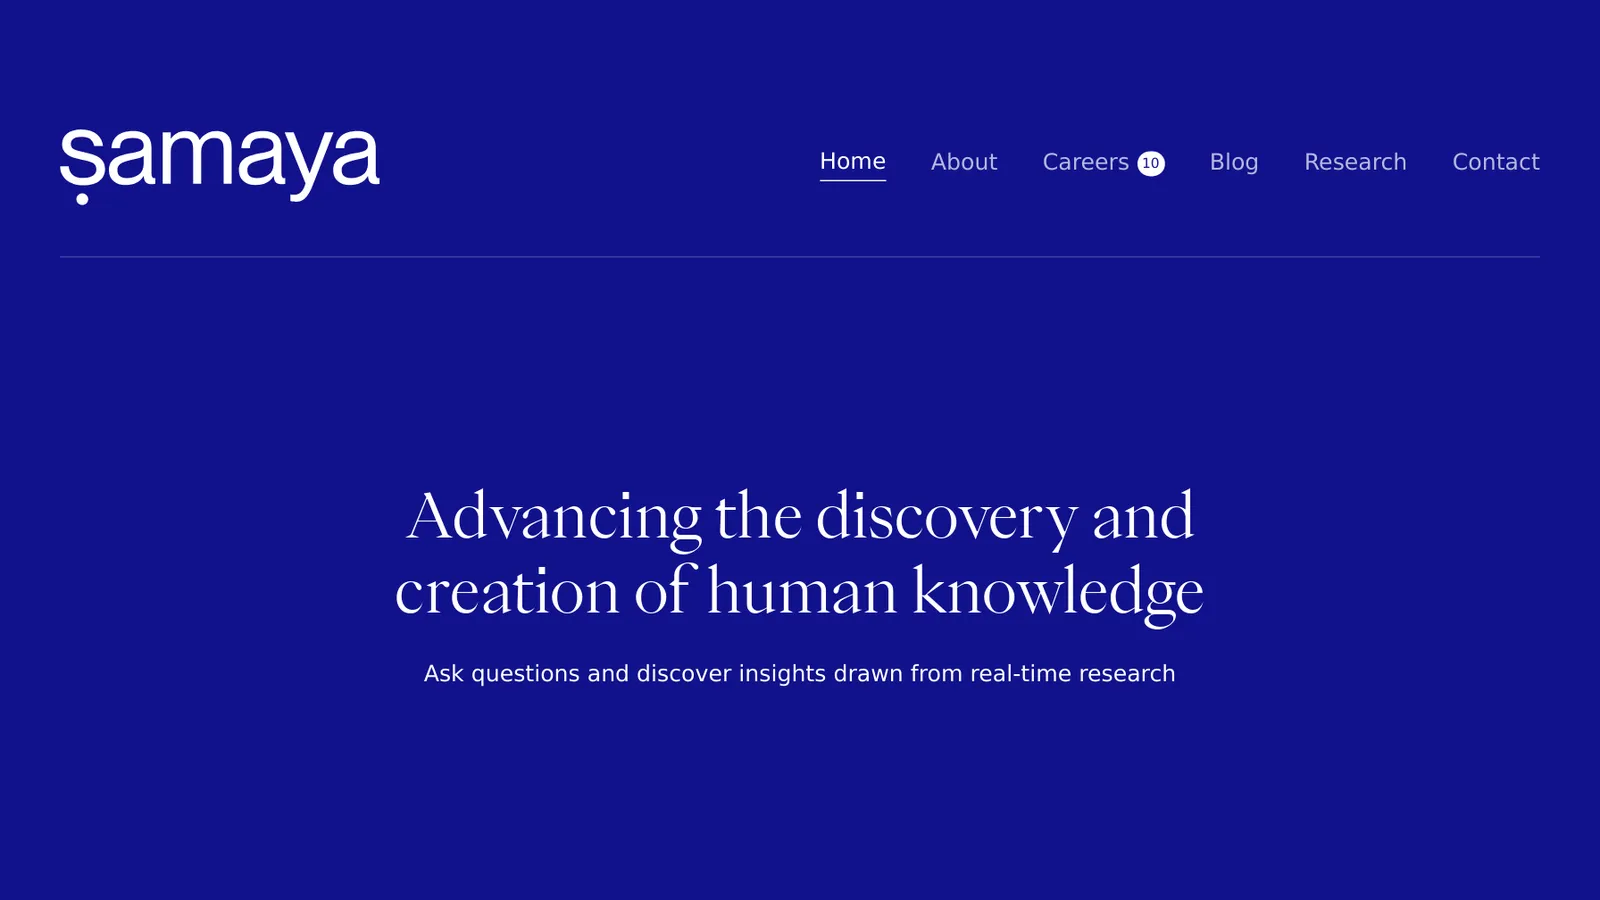 ṣamaya
Home About Careers 10 Blog Research Contact
Advancing the discovery and
creation of human knowledge
Ask questions and discover insights drawn from real-time research